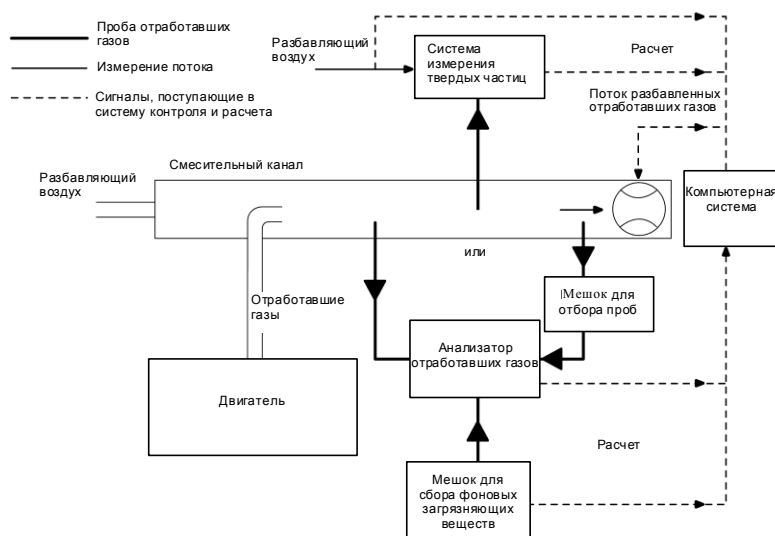 Проба отработавших
газов
Измерение потока
Сигналы, поступающие в
систему контроля и расчета
Разбавляющий
воздух
Система
измерения
твердых частиц
Расчет
Поток разбавленных
отработавших газов
Разбавляющий
воздух
Смесительный канал
Компьютерная
система
или
Отработавшие
газы
Мешок для
отбора проб
Анализатор
отработавших газов
Двигатель
Расчет
Мешок для
сбора фоновых
загрязняющих
веществ